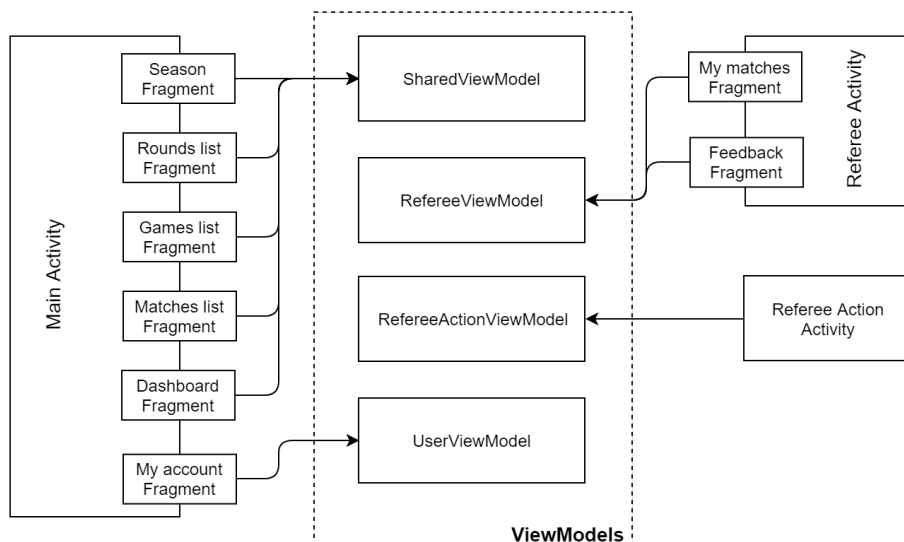 Main Activity
Season
Fragment
Rounds list
Fragment
Games list
Fragment
Matches list
Fragment
Dashboard
Fragment
My account
Fragment
SharedViewModel
RefereeViewModel
RefereeActionViewModel
UserViewModel
ViewModels
My matches
Fragment
Feedback
Fragment
Referee Activity
Referee Action
Activity